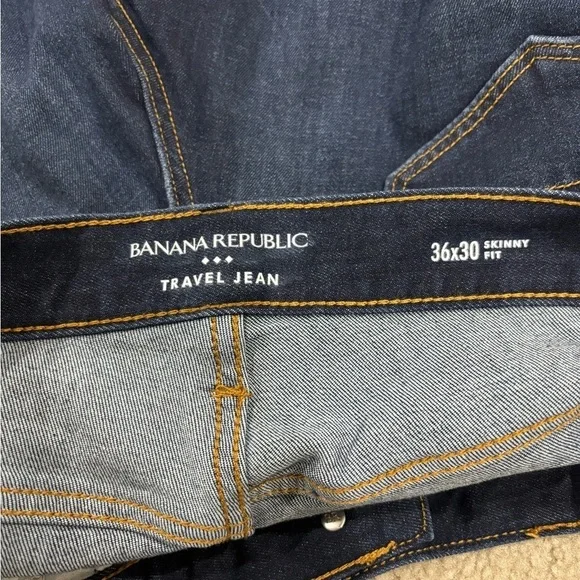 BANANA REPUBLIC
TRAVEL JEAN
36x30 SKINNY
FIT